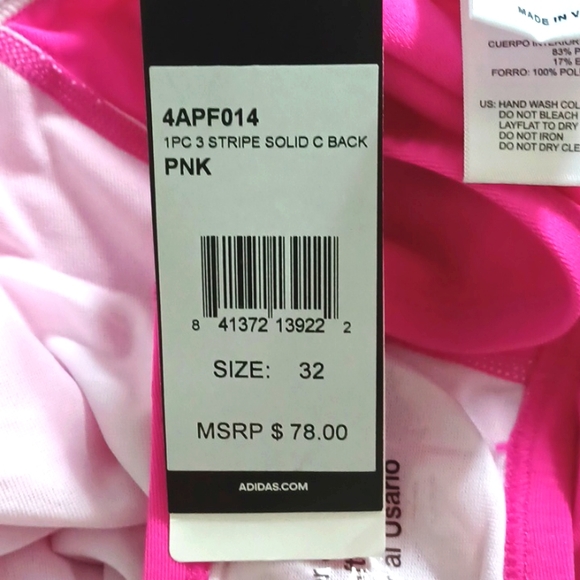 4APF014
1PC 3 STRIPE SOLID C BACK
PNK
8 41372 13922 2
SIZE: 32
MSRP $ 78.00
ADIDAS.COM
MADE IN V
CUERPO
83% P
17% E
FORRO: 100% POL
US: HAND WASH COL
DO NOT BLEACH
LAYFLAT TO DRY
DO NOT IRON
DO NOT DRY CLE
al Usario